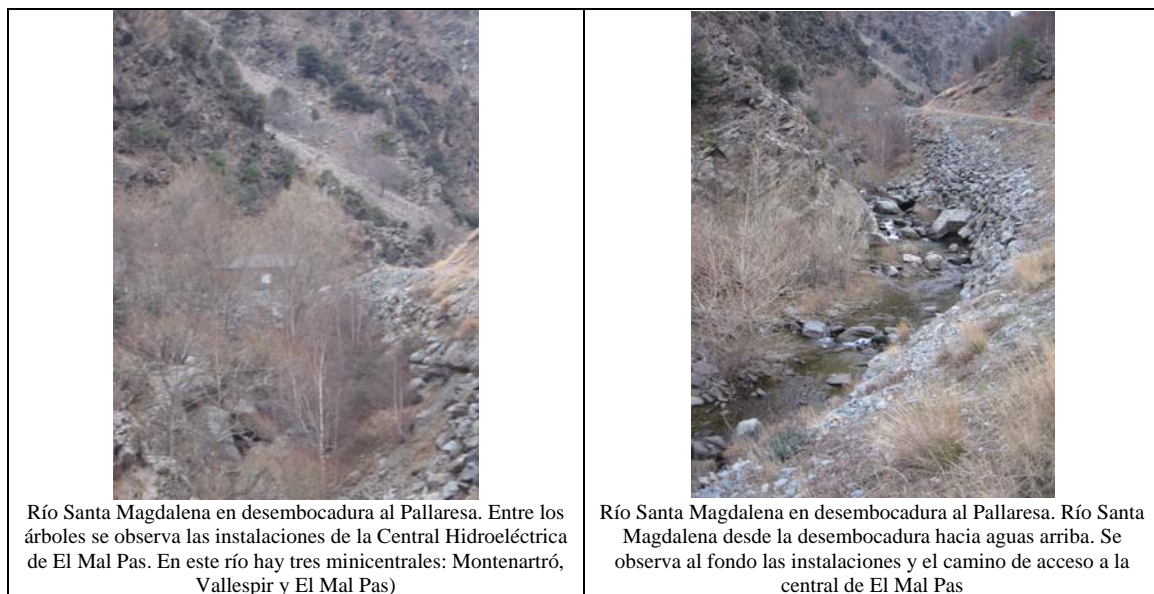 Río Santa Magdalena en desembocadura al Pallaresa. Entre los
árboles se observa las instalaciones de la Central Hidroeléctrica
de El Mal Pas. En este río hay tres minicentrales: Montenartró,
Vallespir y El Mal Pas)
Río Santa Magdalena en desembocadura al Pallaresa. Río Santa
Magdalena desde la desembocadura hacia aguas arriba. Se
observa al fondo las instalaciones y el camino de acceso a la
central de El Mal Pas